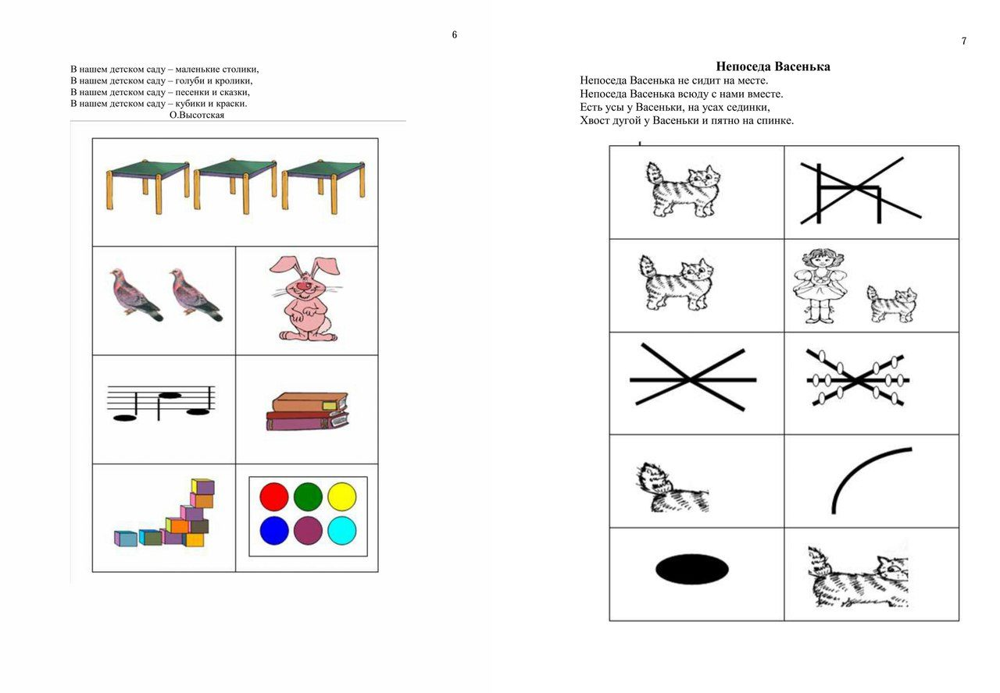 6
В нашем детском саду – маленькие столики,
В нашем детском саду – голуби и кролики,
В нашем детском саду – песенки и сказки,
В нашем детском саду – кубики и краски.
О.Высотская
7
Непоседа Васенька
Непоседа Васенька не сидит на месте.
Непоседа Васенька всюду с нами вместе.
Есть усы у Васеньки, на усах сединки,
Хвост дугой у Васеньки и пятно на спинке.